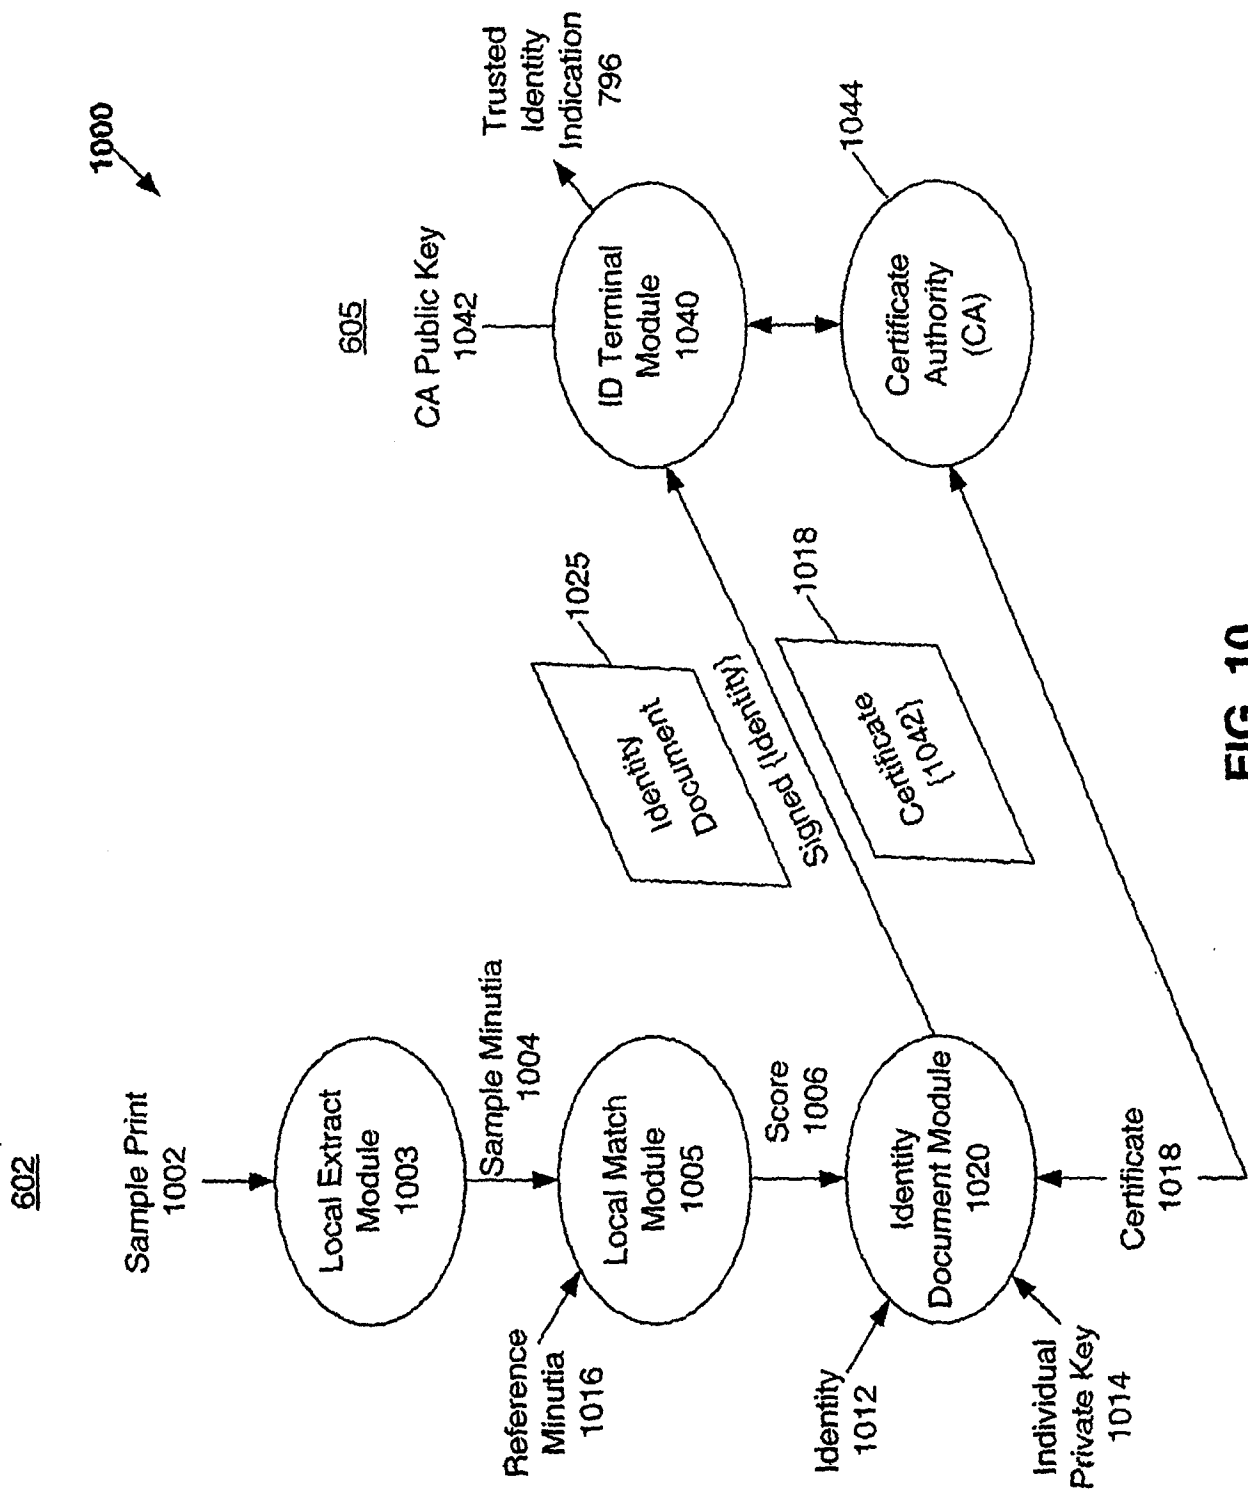 1000
602
Sample Print
1002
Local Extract
Module
1003
Sample Minutia
1004
Reference
Minutia
1016
Local Match
Module
1005
Score
1006
Identity
1012
Identity
Document Module
1020
Individual
Private Key
1014
Certificate
1018
Identity
Document
1025
Signed {Identity}
Certificate
{1042}
1018
605
CA Public Key
1042
ID Terminal
Module
1040
Trusted
Identity
Indication
796
Certificate
Authority
(CA)
1044
FIG. 10